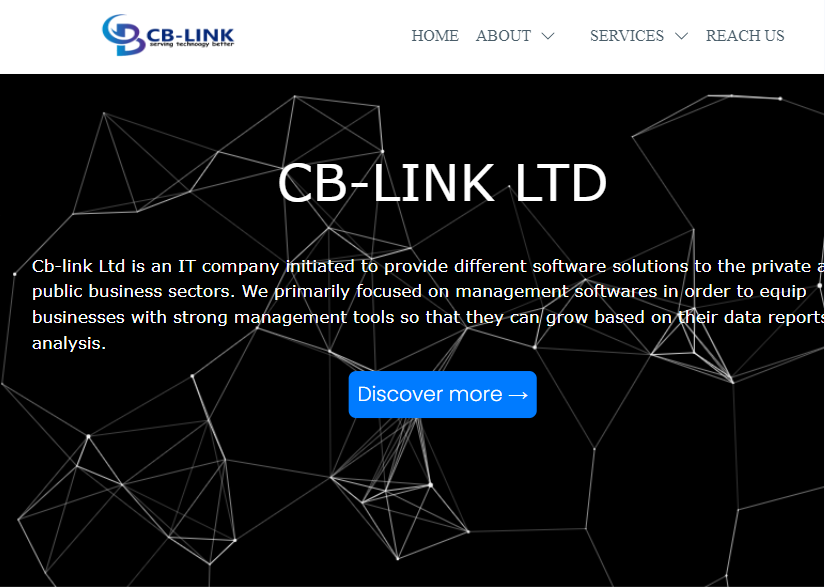 CB-LINK
serving technoogy better
HOME ABOUT SERVICES REACH US
CB-LINK LTD
Cb-link Ltd is an IT company initiated to provide different software solutions to the private a
public business sectors. We primarily focused on management softwares in order to equip
businesses with strong management tools so that they can grow based on their data reports
analysis.
Discover more →